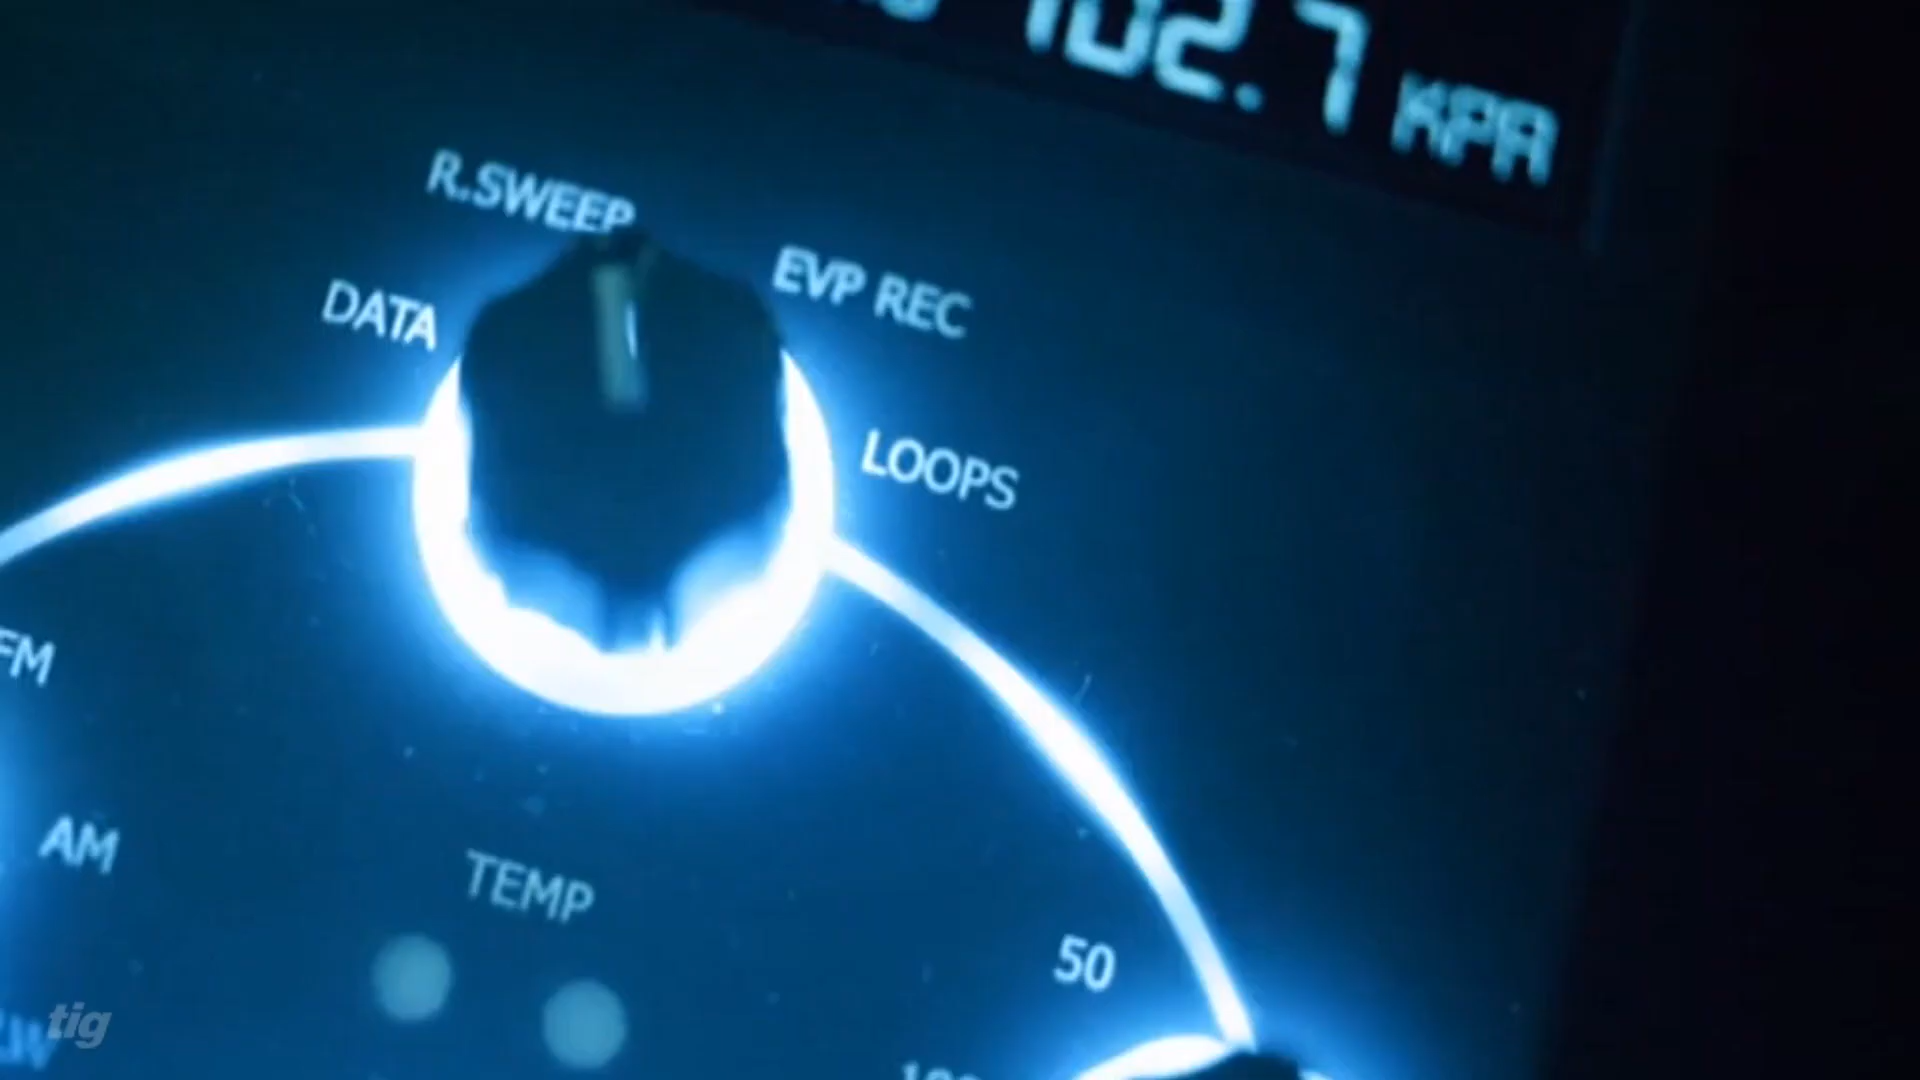 102.7 KPA
R.SWEEP
EVP REC
DATA
LOOPS
FM
AM
TEMP
50
tig